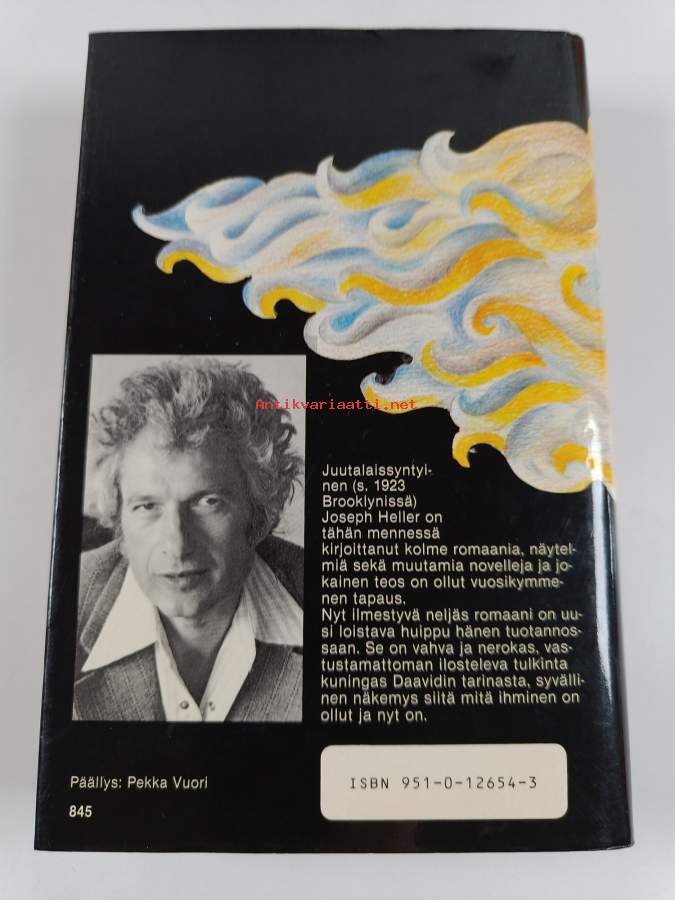 Antikvariaatti.net
Juutalaissyntyi-
nen (s. 1923
Brooklynissä)
Joseph Heller on
tähän mennessä
kirjoittanut kolme romaania, näytel-
miä sekä muutamia novelleja ja jo-
kainen teos on ollut vuosikymme-
nen tapaus.
Nyt ilmestyvä neljäs romaani on uu-
si loistava huippu hänen tuotannos-
saan. Se on vahva ja nerokas, vas-
tustamattoman ilosteleva tulkinta
kuningas Daavidin tarinasta, syvälli-
nen näkemys siitä mitä ihminen on
ollut ja nyt on.
Päällys: Pekka Vuori
845
ISBN 951-0-12654-3